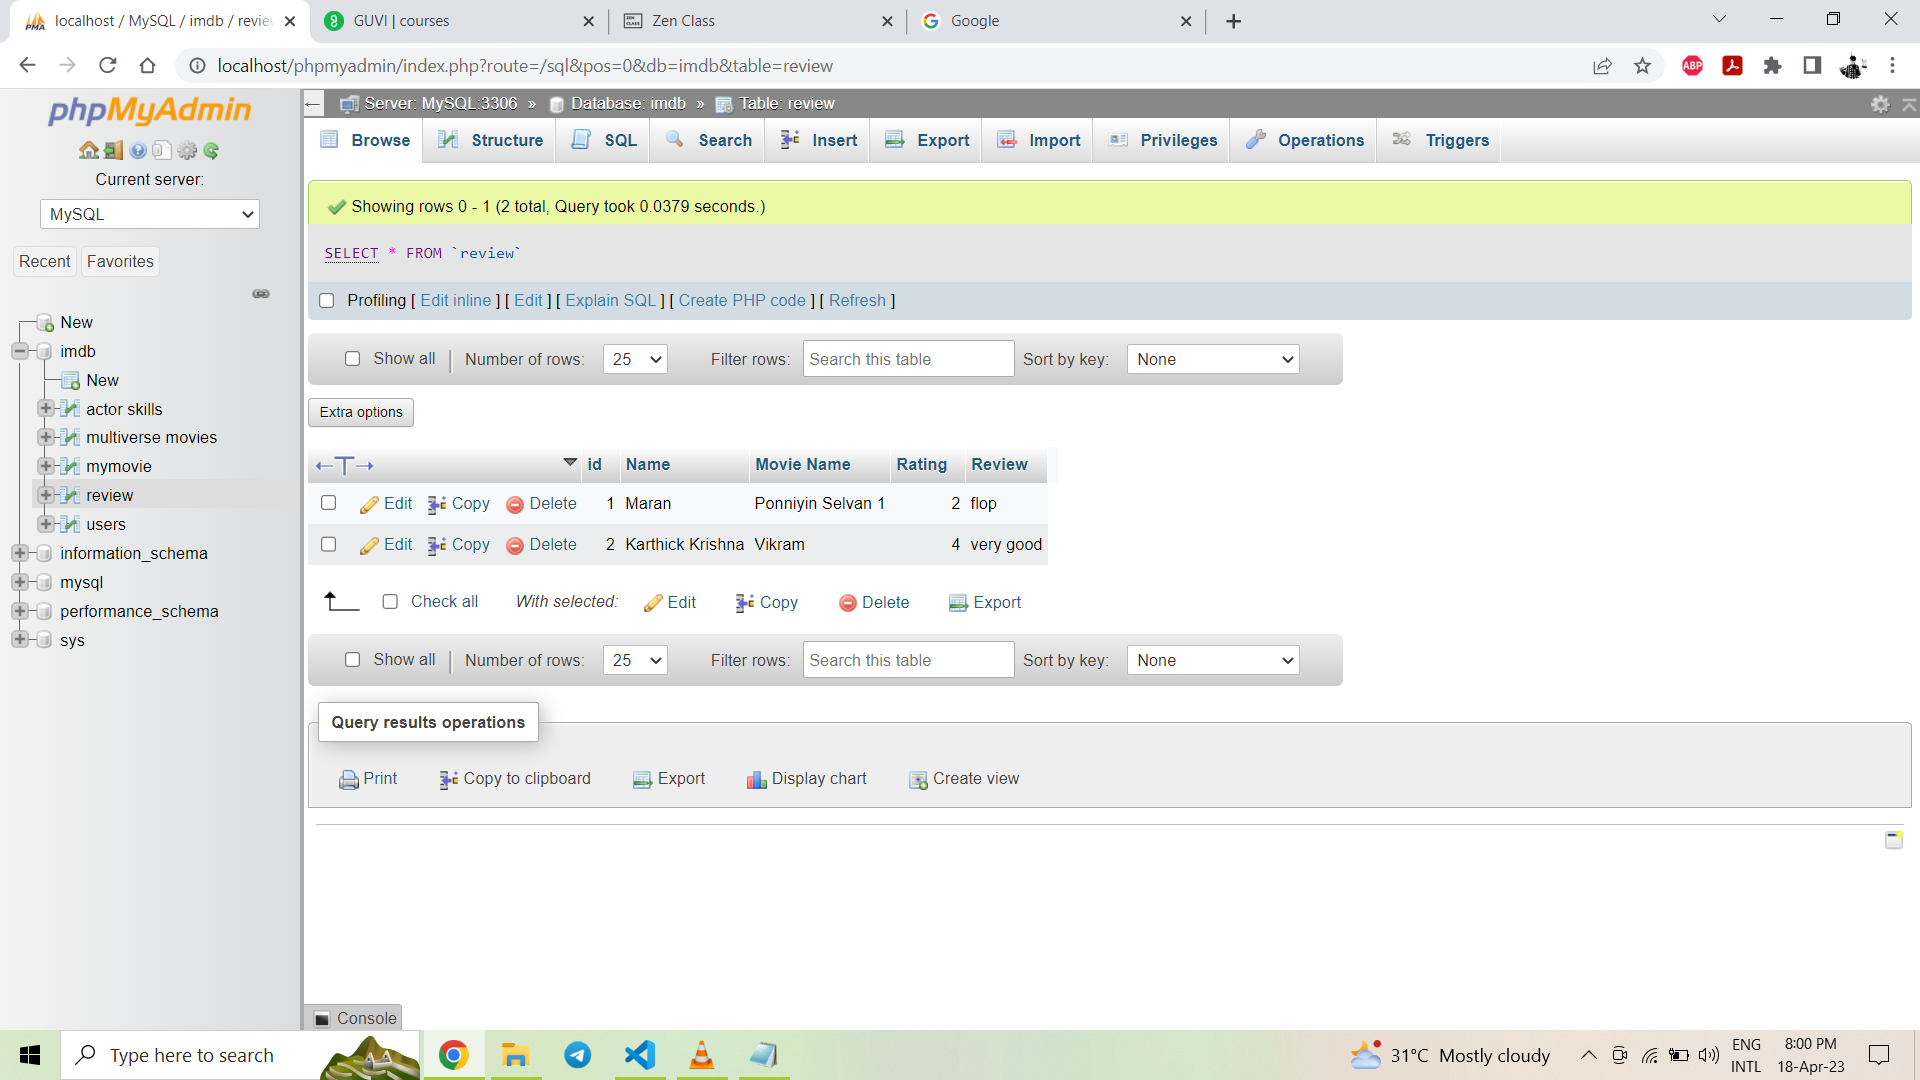 localhost / MySQL / imdb / review
GUVI | courses
Zen Class
Google
localhost/phpmyadmin/index.php?route=/sql&pos=0&db=imdb&table=review
ABP
phpMyAdmin
Current server:
MySQL
Recent Favorites
New
imdb
New
actor skills
multiverse movies
mymovie
review
users
information_schema
mysql
performance_schema
sys
Server: MySQL:3306 » Database: imdb » Table: review
Browse Structure SQL Search Insert Export Import Privileges Operations Triggers
Showing rows 0 - 1 (2 total, Query took 0.0379 seconds.)
SELECT * FROM `review`
Profiling [ Edit inline ] [ Edit ] [ Explain SQL ] [ Create PHP code ] [ Refresh ]
Show all Number of rows: 25 Filter rows: Search this table Sort by key: None
Extra options
←T→ id Name Movie Name Rating Review
Edit Copy Delete 1 Maran Ponniyin Selvan 1 2 flop
Edit Copy Delete 2 Karthick Krishna Vikram 4 very good
Check all With selected: Edit Copy Delete Export
Show all Number of rows: 25 Filter rows: Search this table Sort by key: None
Query results operations
Print Copy to clipboard Export Display chart Create view
Console
Type here to search
31°C Mostly cloudy
ENG
INTL
8:00 PM
18-Apr-23